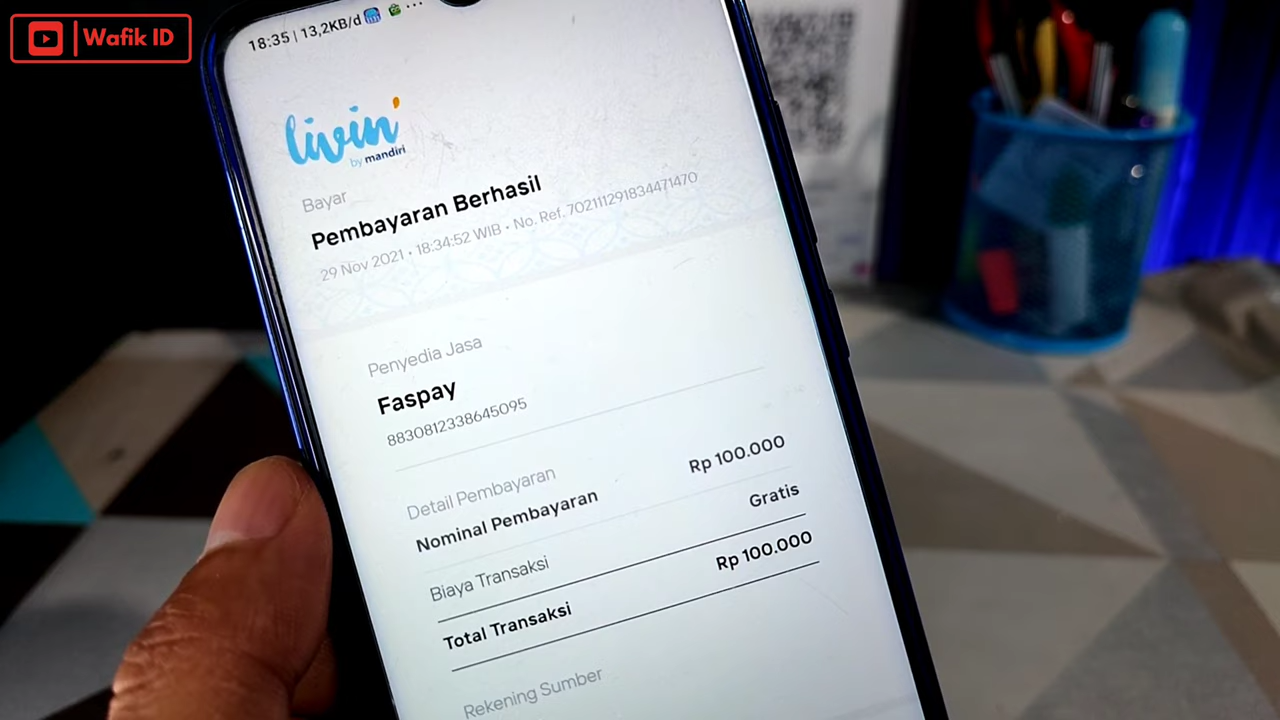 Wafik ID
18:35 | 13,2KB/d ...
livin'
by mandiri
Bayar
Pembayaran Berhasil
29 Nov 2021 • 18:34:52 WIB • No. Ref. 702111291834471470
Penyedia Jasa
Faspay
8830812338645095
Detail Pembayaran
Nominal Pembayaran Rp 100.000
Biaya Transaksi Gratis
Total Transaksi Rp 100.000
Rekening Sumber